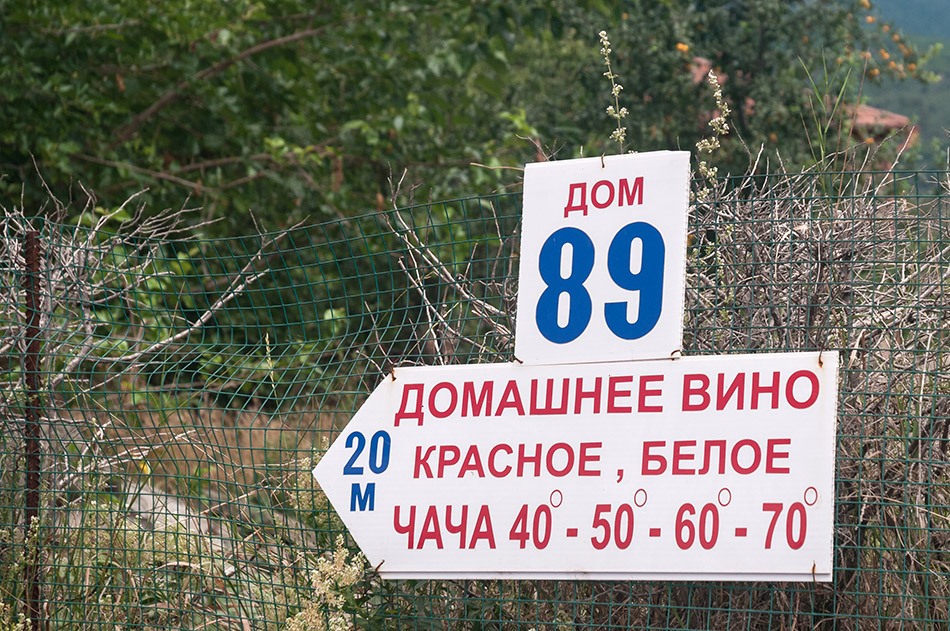 ДОМ
89
ДОМАШНЕЕ ВИНО
20 КРАСНОЕ , БЕЛОЕ
М
ЧАЧА 40° - 50° - 60° - 70°